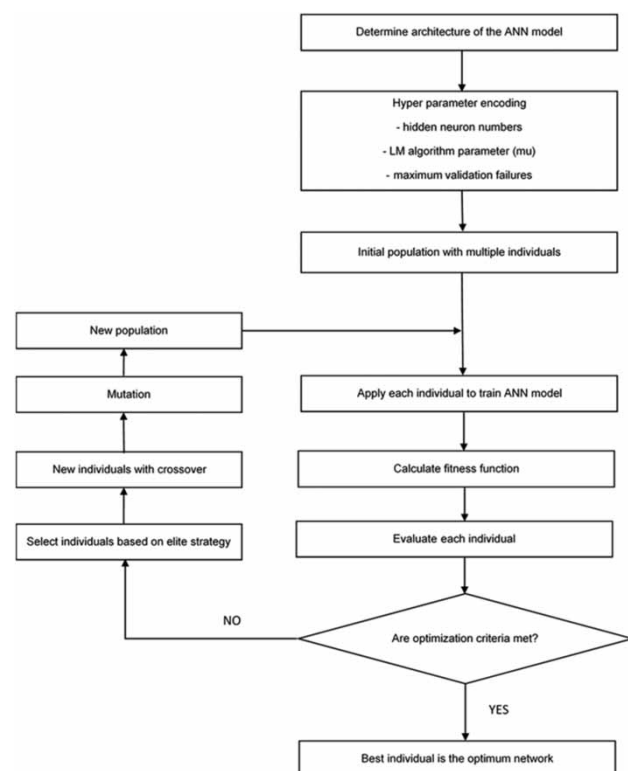 Determine architecture of the ANN model
Hyper parameter encoding
- hidden neuron numbers
- LM algorithm parameter (mu)
- maximum validation failures
Initial population with multiple individuals
New population
Mutation
New individuals with crossover
Select individuals based on elite strategy
Apply each individual to train ANN model
Calculate fitness function
Evaluate each individual
Are optimization criteria met?
NO
YES
Best individual is the optimum network